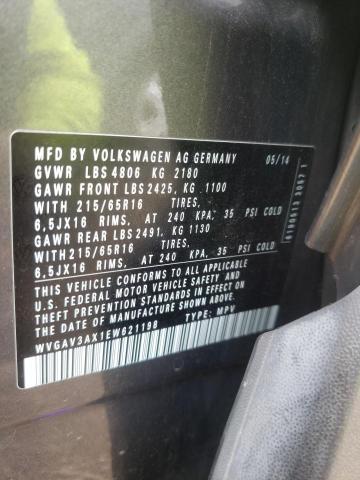 MFD BY VOLKSWAGEN AG GERMANY 05/14
GVWR LBS 4806 KG 2180
GAWR FRONT LBS 2425, KG 1100
WITH 215/65R16 TIRES,
6,5JX16 RIMS, AT 240 KPA, 35 PSI COLD
GAWR REAR LBS 2491, KG 1130
WITH 215/65R16 TIRES,
6,5JX16 RIMS, AT 240 KPA, 35 PSI COLD
THIS VEHICLE CONFORMS TO ALL APPLICABLE
U.S. FEDERAL MOTOR VEHICLE SAFETY AND
THEFT PREVENTION STANDARDS IN EFFECT
ON THE DATE OF MANUFACTURE SHOWN ABOVE
WVGAV3AX1EW621198 TYPE: MPV